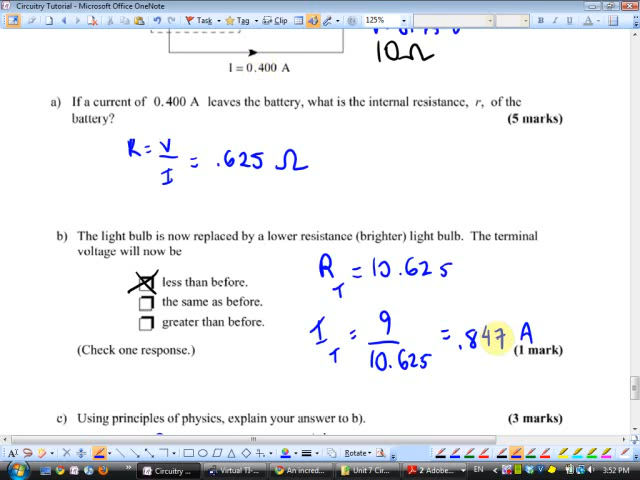 Circuitry Tutorial - Microsoft Office OneNote
Task Tag Clip 125%
10Ω
I = 0.400 A
a) If a current of 0.400 A leaves the battery, what is the internal resistance, r, of the
battery? (5 marks)
R = V/I = .625 Ω
b) The light bulb is now replaced by a lower resistance (brighter) light bulb. The terminal
voltage will now be
less than before.
the same as before.
greater than before.
(Check one response.) (1 mark)
R_T = 10.625
I_T = 9/10.625 = .847 A
c) Using principles of physics, explain your answer to b). (3 marks)
Circuitry ... Virtual TI-... An incred... Unit 7 Circ... 2 Adobe... EN 3:52 PM